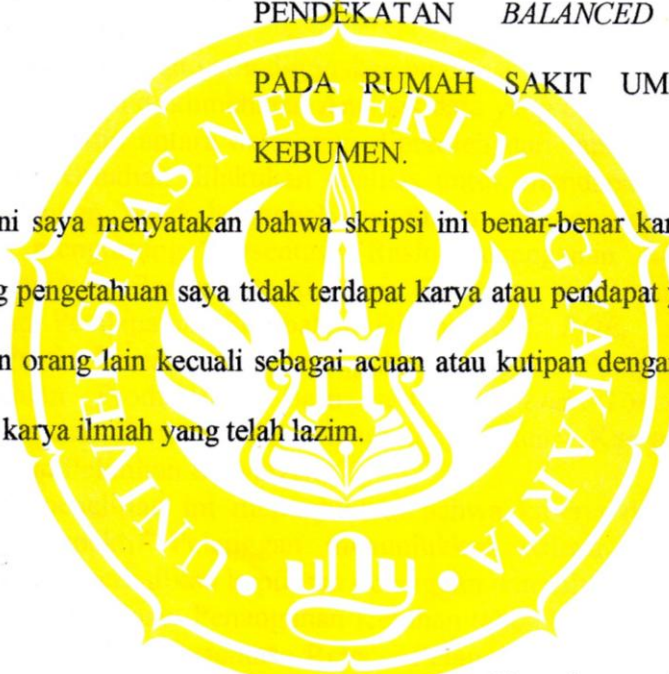 PENDEKATAN BALANCED
PADA RUMAH SAKIT UM
KEBUMEN.
ni saya menyatakan bahwa skripsi ini benar-benar kar
g pengetahuan saya tidak terdapat karya atau pendapat y
n orang lain kecuali sebagai acuan atau kutipan dengan
karya ilmiah yang telah lazim.
UNIVERSITAS NEGERI YOGYAKARTA
uny